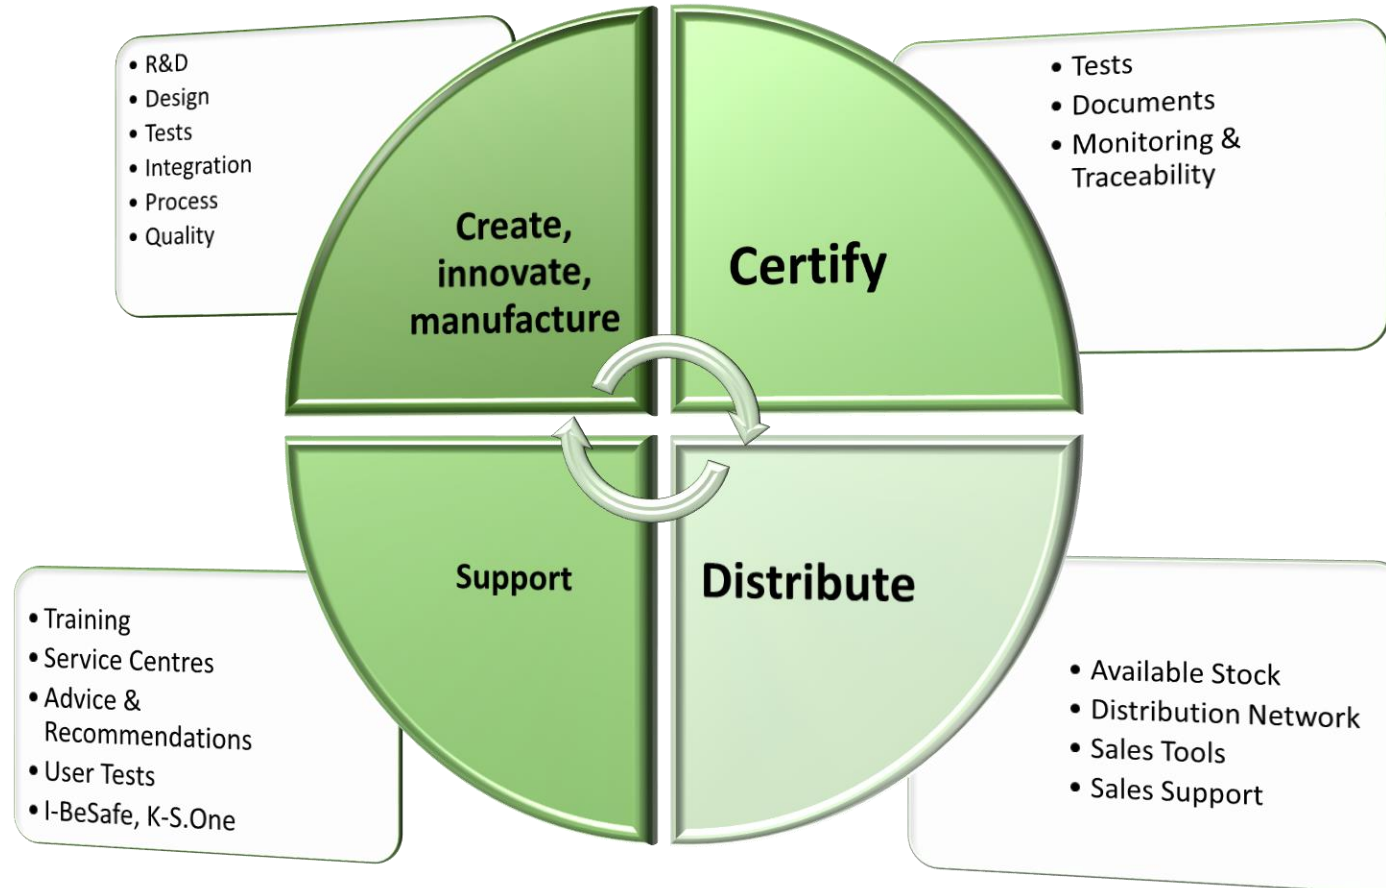 • R&D
• Design
• Tests
• Integration
• Process
• Quality
Create,
innovate,
manufacture
Certify
• Tests
• Documents
• Monitoring &
Traceability
Support
• Training
• Service Centres
• Advice &
Recommendations
• User Tests
• I-BeSafe, K-S.One
Distribute
• Available Stock
• Distribution Network
• Sales Tools
• Sales Support